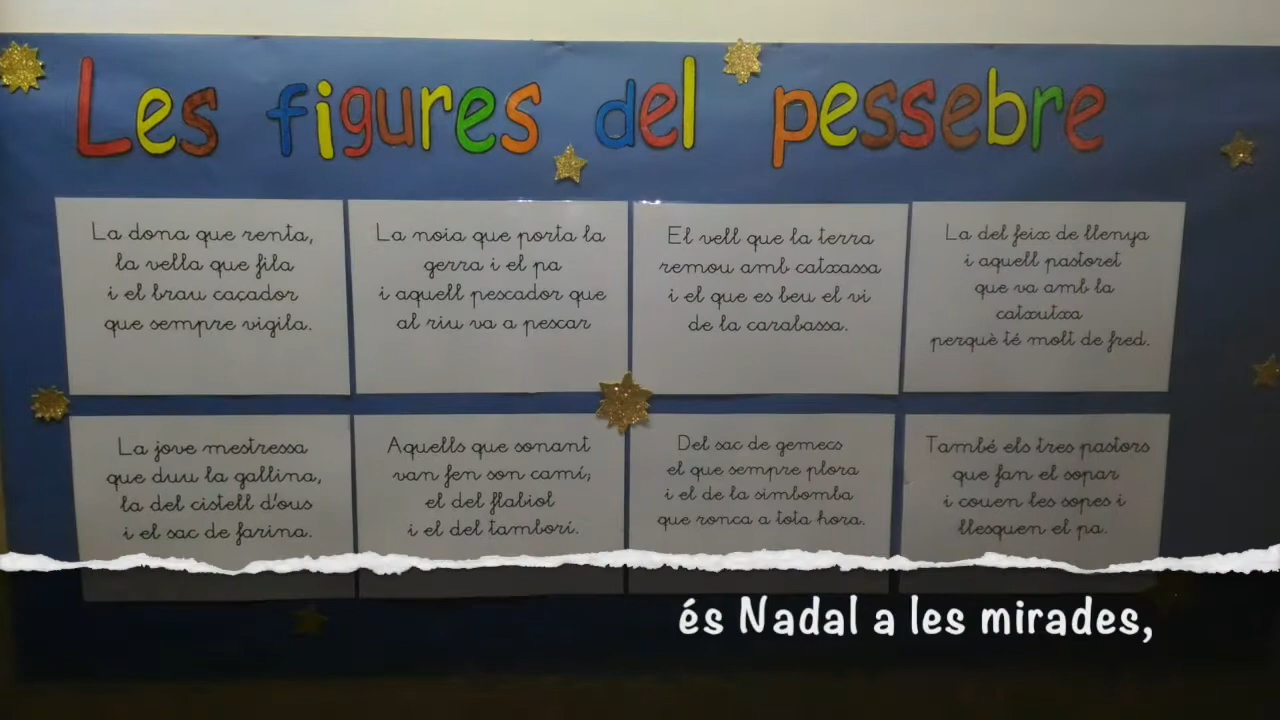 Les figures del pessebre
La dona que renta,
la vella que fila
i el brau caçador
que sempre vigila.
La noia que porta la
gerra i el pa
i aquell pescador que
al riu va a pescar
El vell que la terra
remou amb catxassa
i el que es beu el vi
de la carabassa.
La del feix de llenya
i aquell pastoret
que va amb la
catxutxa
perquè té molt de fred.
La jove mestressa
que duu la gallina,
la del cistell d'ous
i el sac de farina.
Aquells que sonant
van fen son camí;
el del flabiol
i el del tamborí.
Del sac de gemecs
el que sempre plora
i el de la simbomba
que ronca a tota hora.
També els tres pastors
que fan el sopar
i couen les sopes i
llesquen el pa.
és Nadal a les mirades,